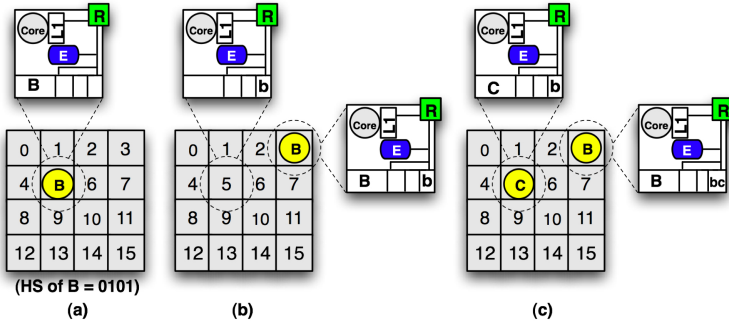 R
Core
L1
E
B
R
Core
L1
E
b
R
Core
L1
E
B
b
R
Core
L1
E
C
b
R
Core
L1
E
B
bc
0 1 2 3
4 B 6 7
8 9 10 11
12 13 14 15
0 1 2 B
4 5 6 7
8 9 10 11
12 13 14 15
0 1 2 B
4 C 6 7
8 9 10 11
12 13 14 15
(HS of B = 0101)
(a)
(b)
(c)